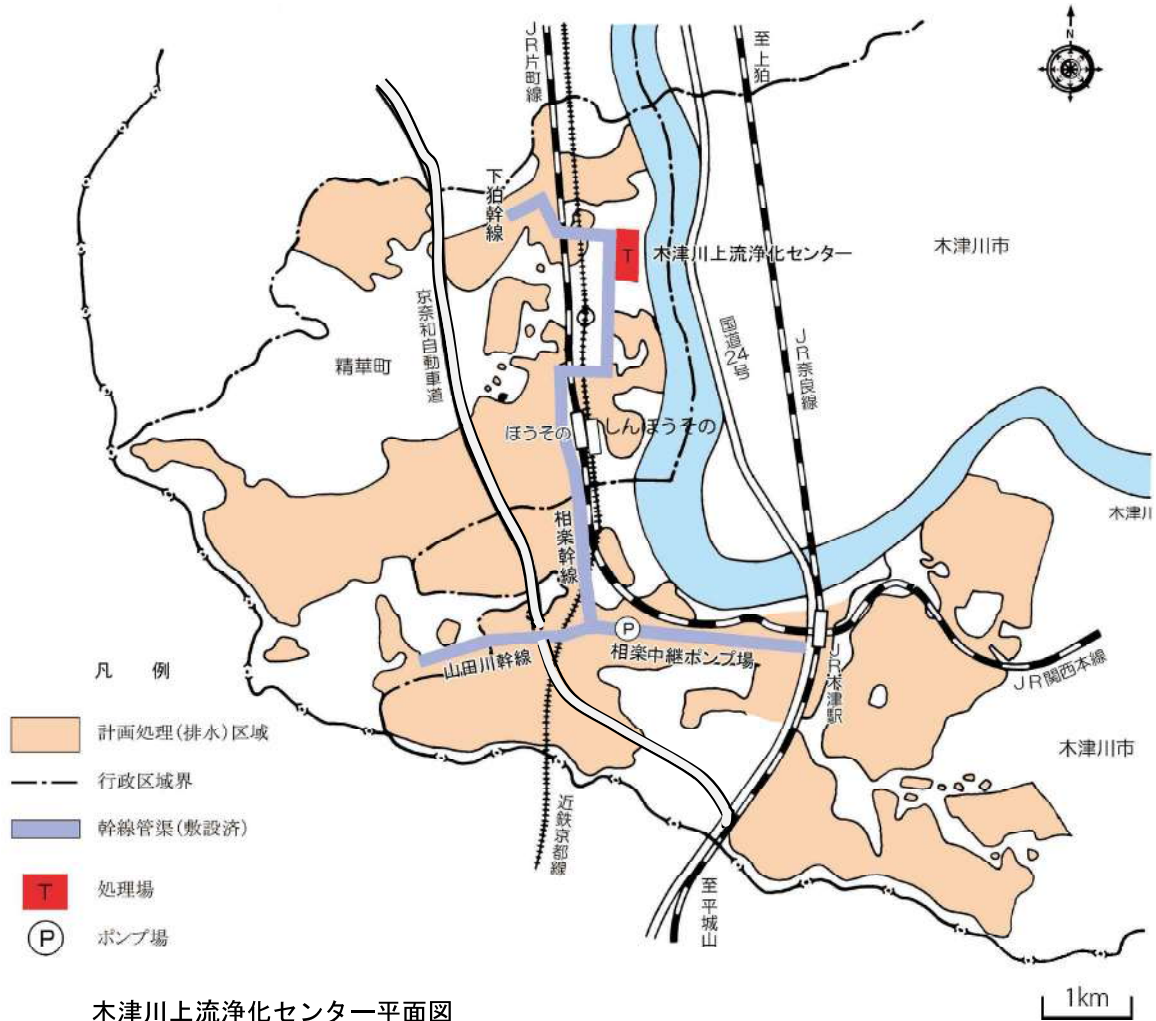 N
JR片町線
至上狛
下狛幹線
T
木津川上流浄化センター
木津川市
京奈和自動車道
精華町
国道24号
JR奈良線
ほうその
しんほうその
木津川
相楽幹線
P
相楽中継ポンプ場
山田川幹線
JR木津駅
JR関西本線
木津川市
近鉄京都線
至平城山
凡 例
計画処理(排水)区域
行政区域界
幹線管渠(敷設済)
T
処理場
P
ポンプ場
木津川上流浄化センター平面図
1km